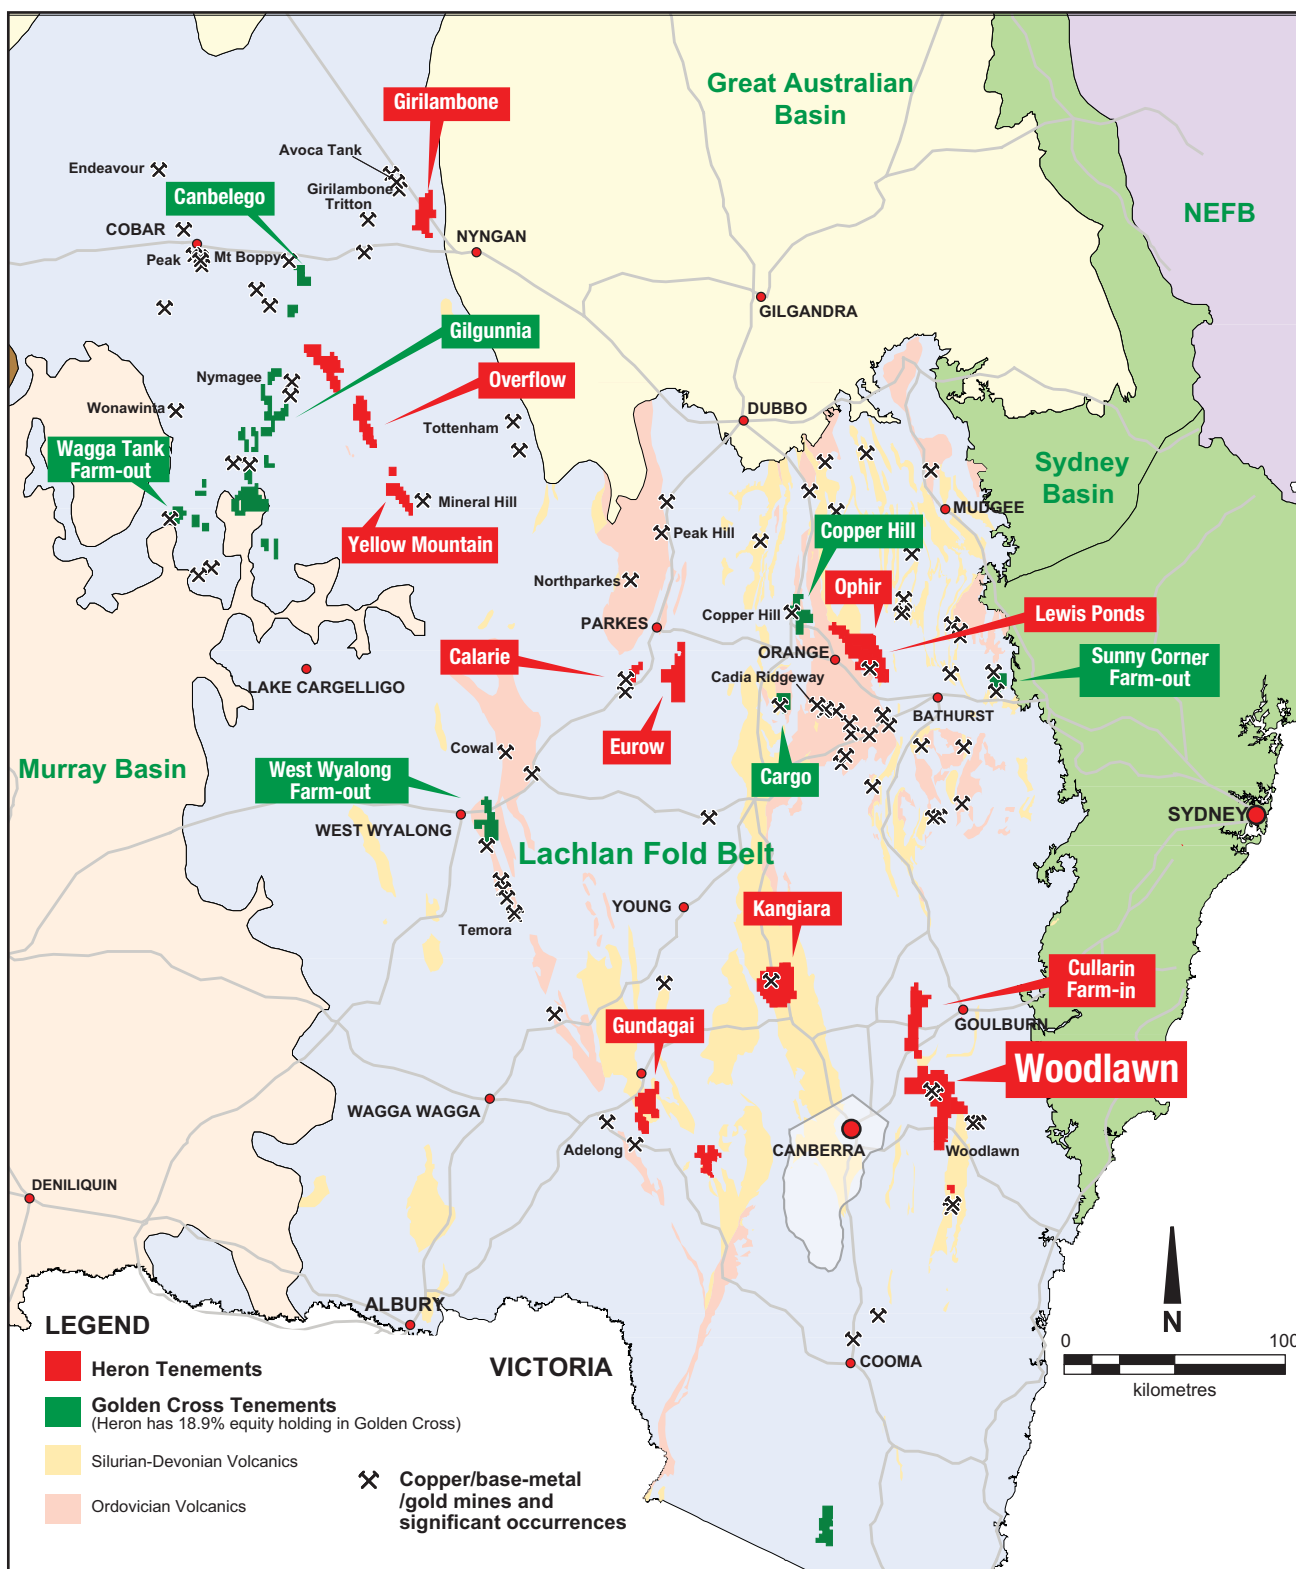 Great Australian
Basin
Girilambone
Avoca Tank
Endeavour
Canbelego
Girilambone
Tritton
NEFB
COBAR
NYNGAN
Peak
Mt Boppy
GILGANDRA
Gilgunnia
Nymagee
Overflow
Wonawinta
DUBBO
Tottenham
Wagga Tank
Farm-out
Sydney
Basin
Mineral Hill
MUDGEE
Yellow Mountain
Peak Hill
Copper Hill
Northparkes
Ophir
Copper Hill
Lewis Ponds
PARKES
Calarie
ORANGE
Sunny Corner
Farm-out
LAKE CARGELLIGO
Cadia Ridgeway
BATHURST
Eurow
Cowal
Murray Basin
West Wyalong
Farm-out
Cargo
SYDNEY
WEST WYALONG
Lachlan Fold Belt
YOUNG
Kangiara
Temora
Cullarin
Farm-in
GOULBURN
Gundagai
Woodlawn
WAGGA WAGGA
CANBERRA
Adelong
Woodlawn
DENILIQUIN
ALBURY
N
LEGEND
Heron Tenements
Golden Cross Tenements
(Heron has 18.9% equity holding in Golden Cross)
Silurian-Devonian Volcanics
Ordovician Volcanics
Copper/base-metal
/gold mines and
significant occurrences
VICTORIA
COOMA
0 100
kilometres